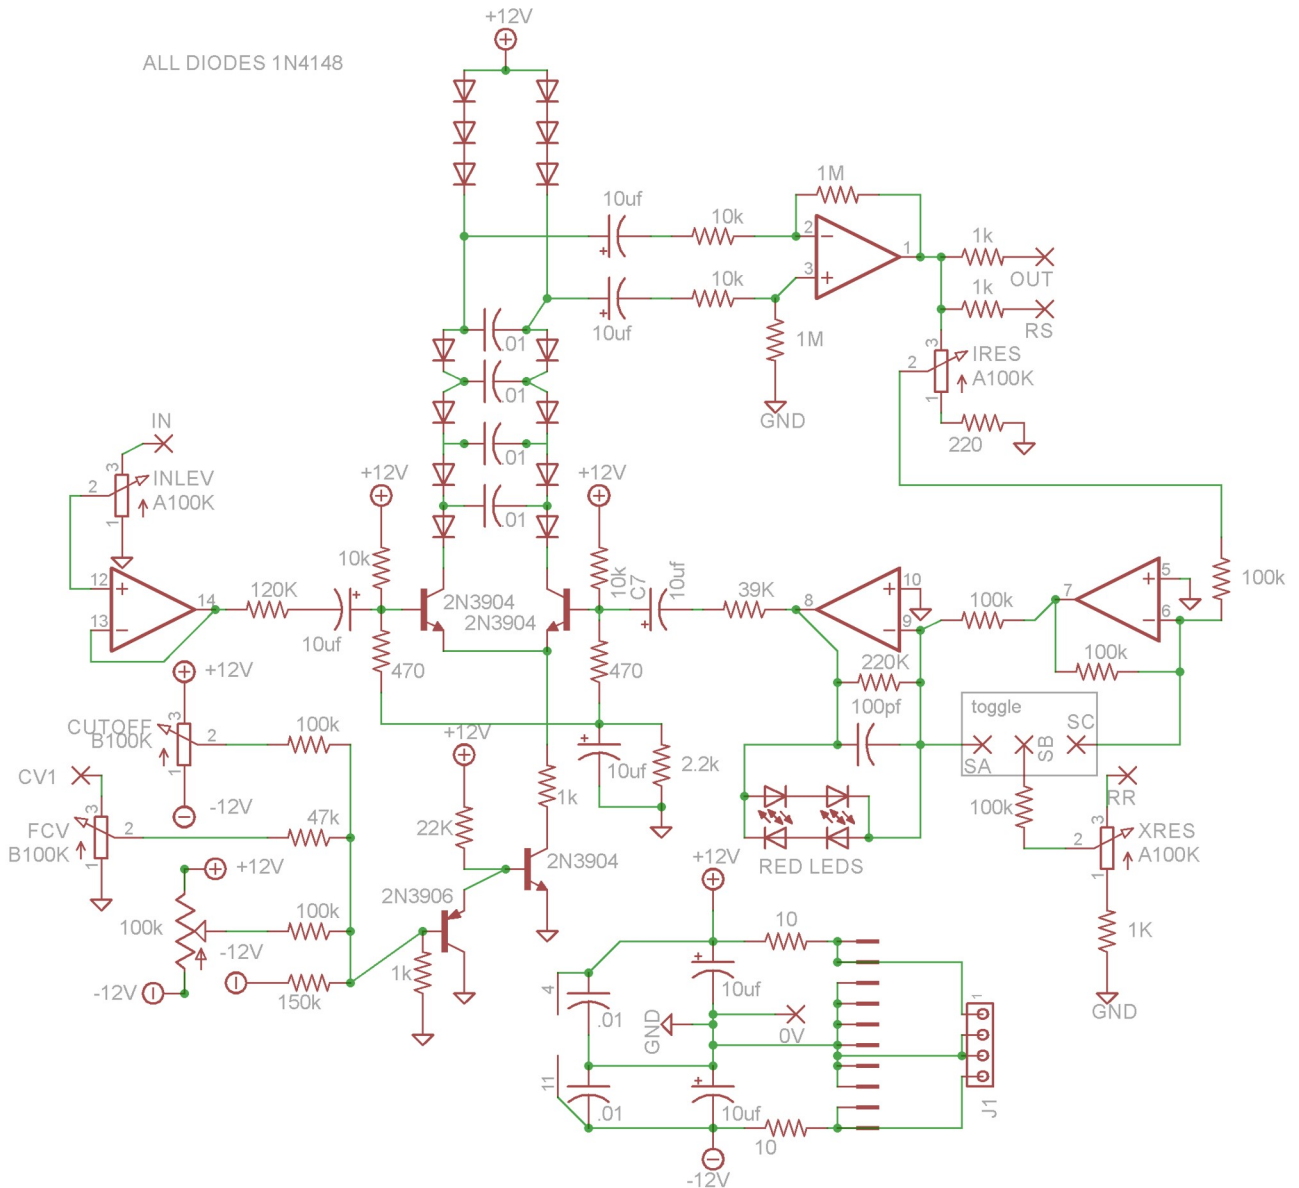 +12V
ALL DIODES 1N4148
1M
10uf
10k
2
1
1k
OUT
3
10k
1k
10uf
RS
.01
1M
3
IRES
2
A100K
1
.01
GND
220
IN
.01
3
INLEV
+12V
+12V
2
A100K
1
.01
10k
10k
C7
10uf
12
14
120K
2N3904
39K
8
10
100k
7
5
100k
13
10uf
2N3904
9
6
470
470
220K
100k
+12V
100pf
toggle
SC
3
CUTOFF
B100K
2
100k
+12V
SA
SB
1
10uf
2.2k
CV1
-12V
1k
100k
RR
3
FCV
2
47k
22K
3
XRES
B100K
2
A100K
1
+12V
2N3904
RED LEDS
1
+12V
2N3906
100k
100k
10
1K
-12V
1k
-12V
150k
4
10uf
1
GND
.01
GND
0V
11
.01
10uf
J1
10
-12V